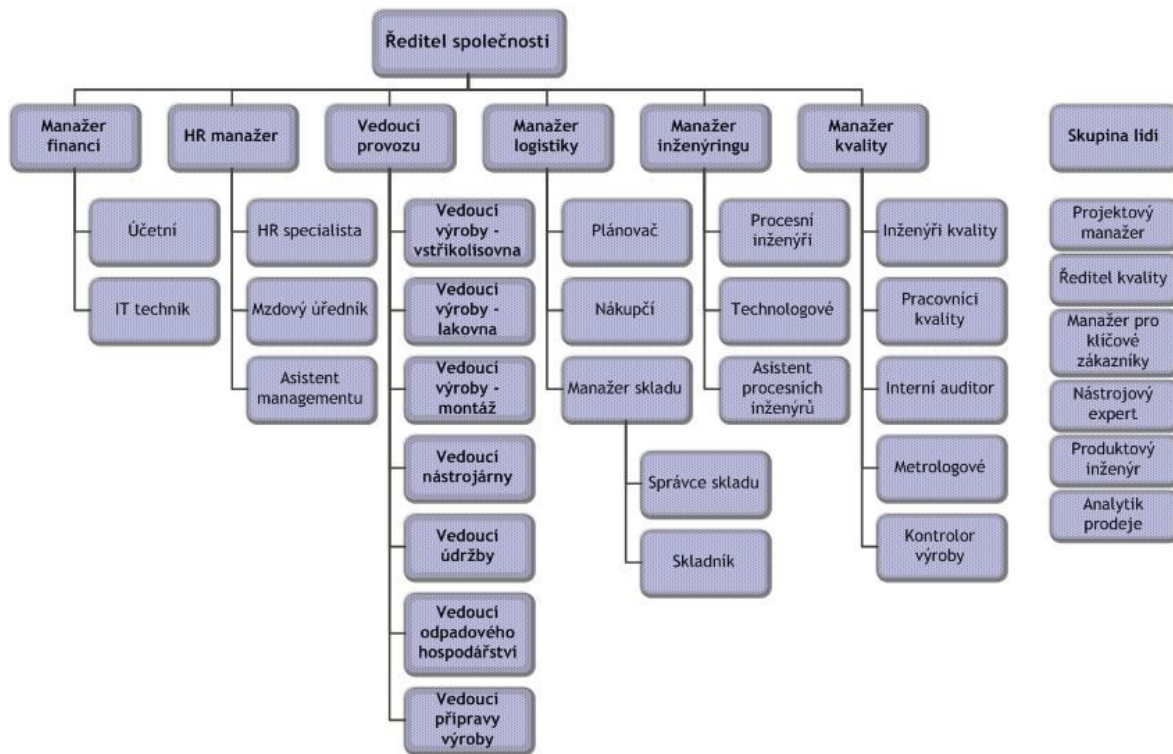 Ředitel společnosti
Manažer
financí
HR manažer
Vedoucí
provozu
Manažer
logistiky
Manažer
inženýringu
Manažer
kvality
Skupina lidí
Účetní
IT technik
HR specialista
Mzdový úředník
Asistent
managementu
Vedoucí
výroby -
vstřikolisovna
Vedoucí
výroby -
lakovna
Vedoucí
výroby -
montáž
Vedoucí
nástrojárny
Vedoucí
údržby
Vedoucí
odpadového
hospodářství
Vedoucí
přípravy
výroby
Plánovač
Nákupčí
Manažer skladu
Správce skladu
Skladník
Procesní
inženýři
Technologové
Asistent
procesních
inženýrů
Inženýři kvality
Pracovníci
kvality
Interní auditor
Metrologové
Kontrolor
výroby
Projektový
manažer
Ředitel kvality
Manažer pro
klíčové
zákazníky
Nástrojový
expert
Produktový
inženýr
Analytik
prodeje